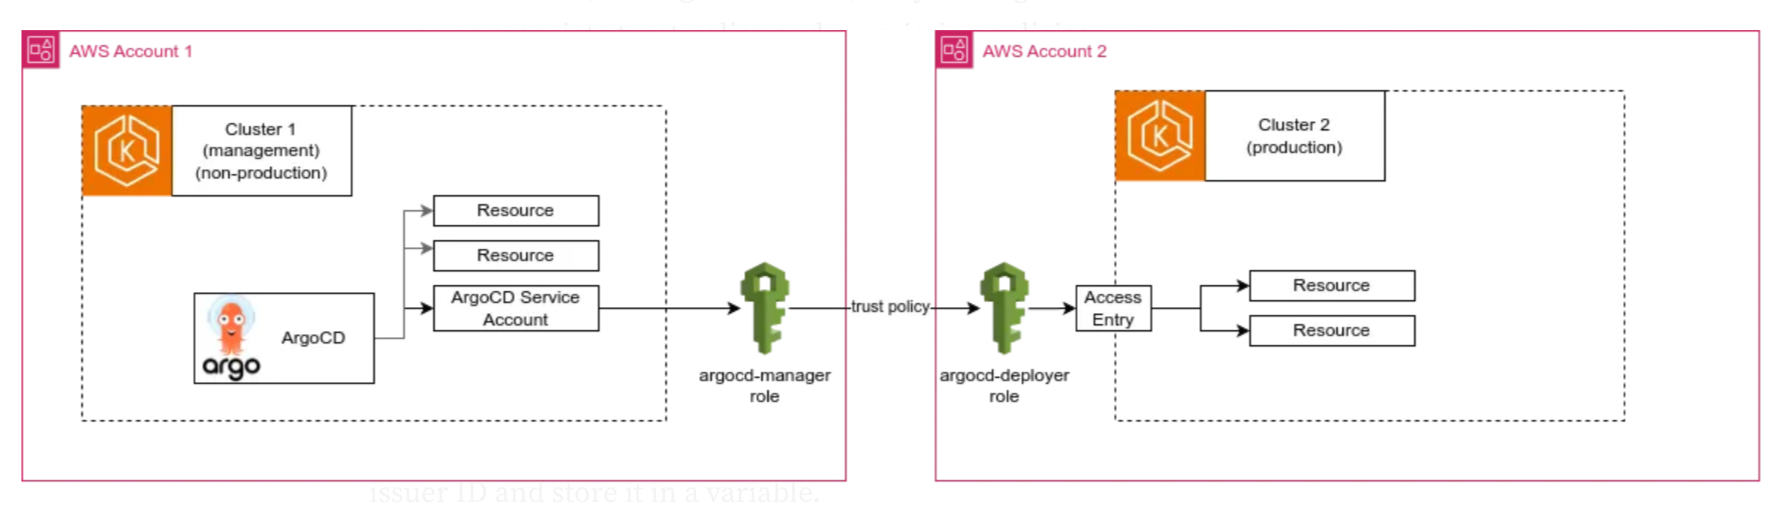 AWS Account 1
Cluster 1
(management)
(non-production)
Resource
Resource
ArgoCD Service
Account
argo
ArgoCD
argocd-manager
role
trust policy
AWS Account 2
Cluster 2
(production)
argocd-deployer
role
Access
Entry
Resource
Resource
issuer ID and store it in a variable.